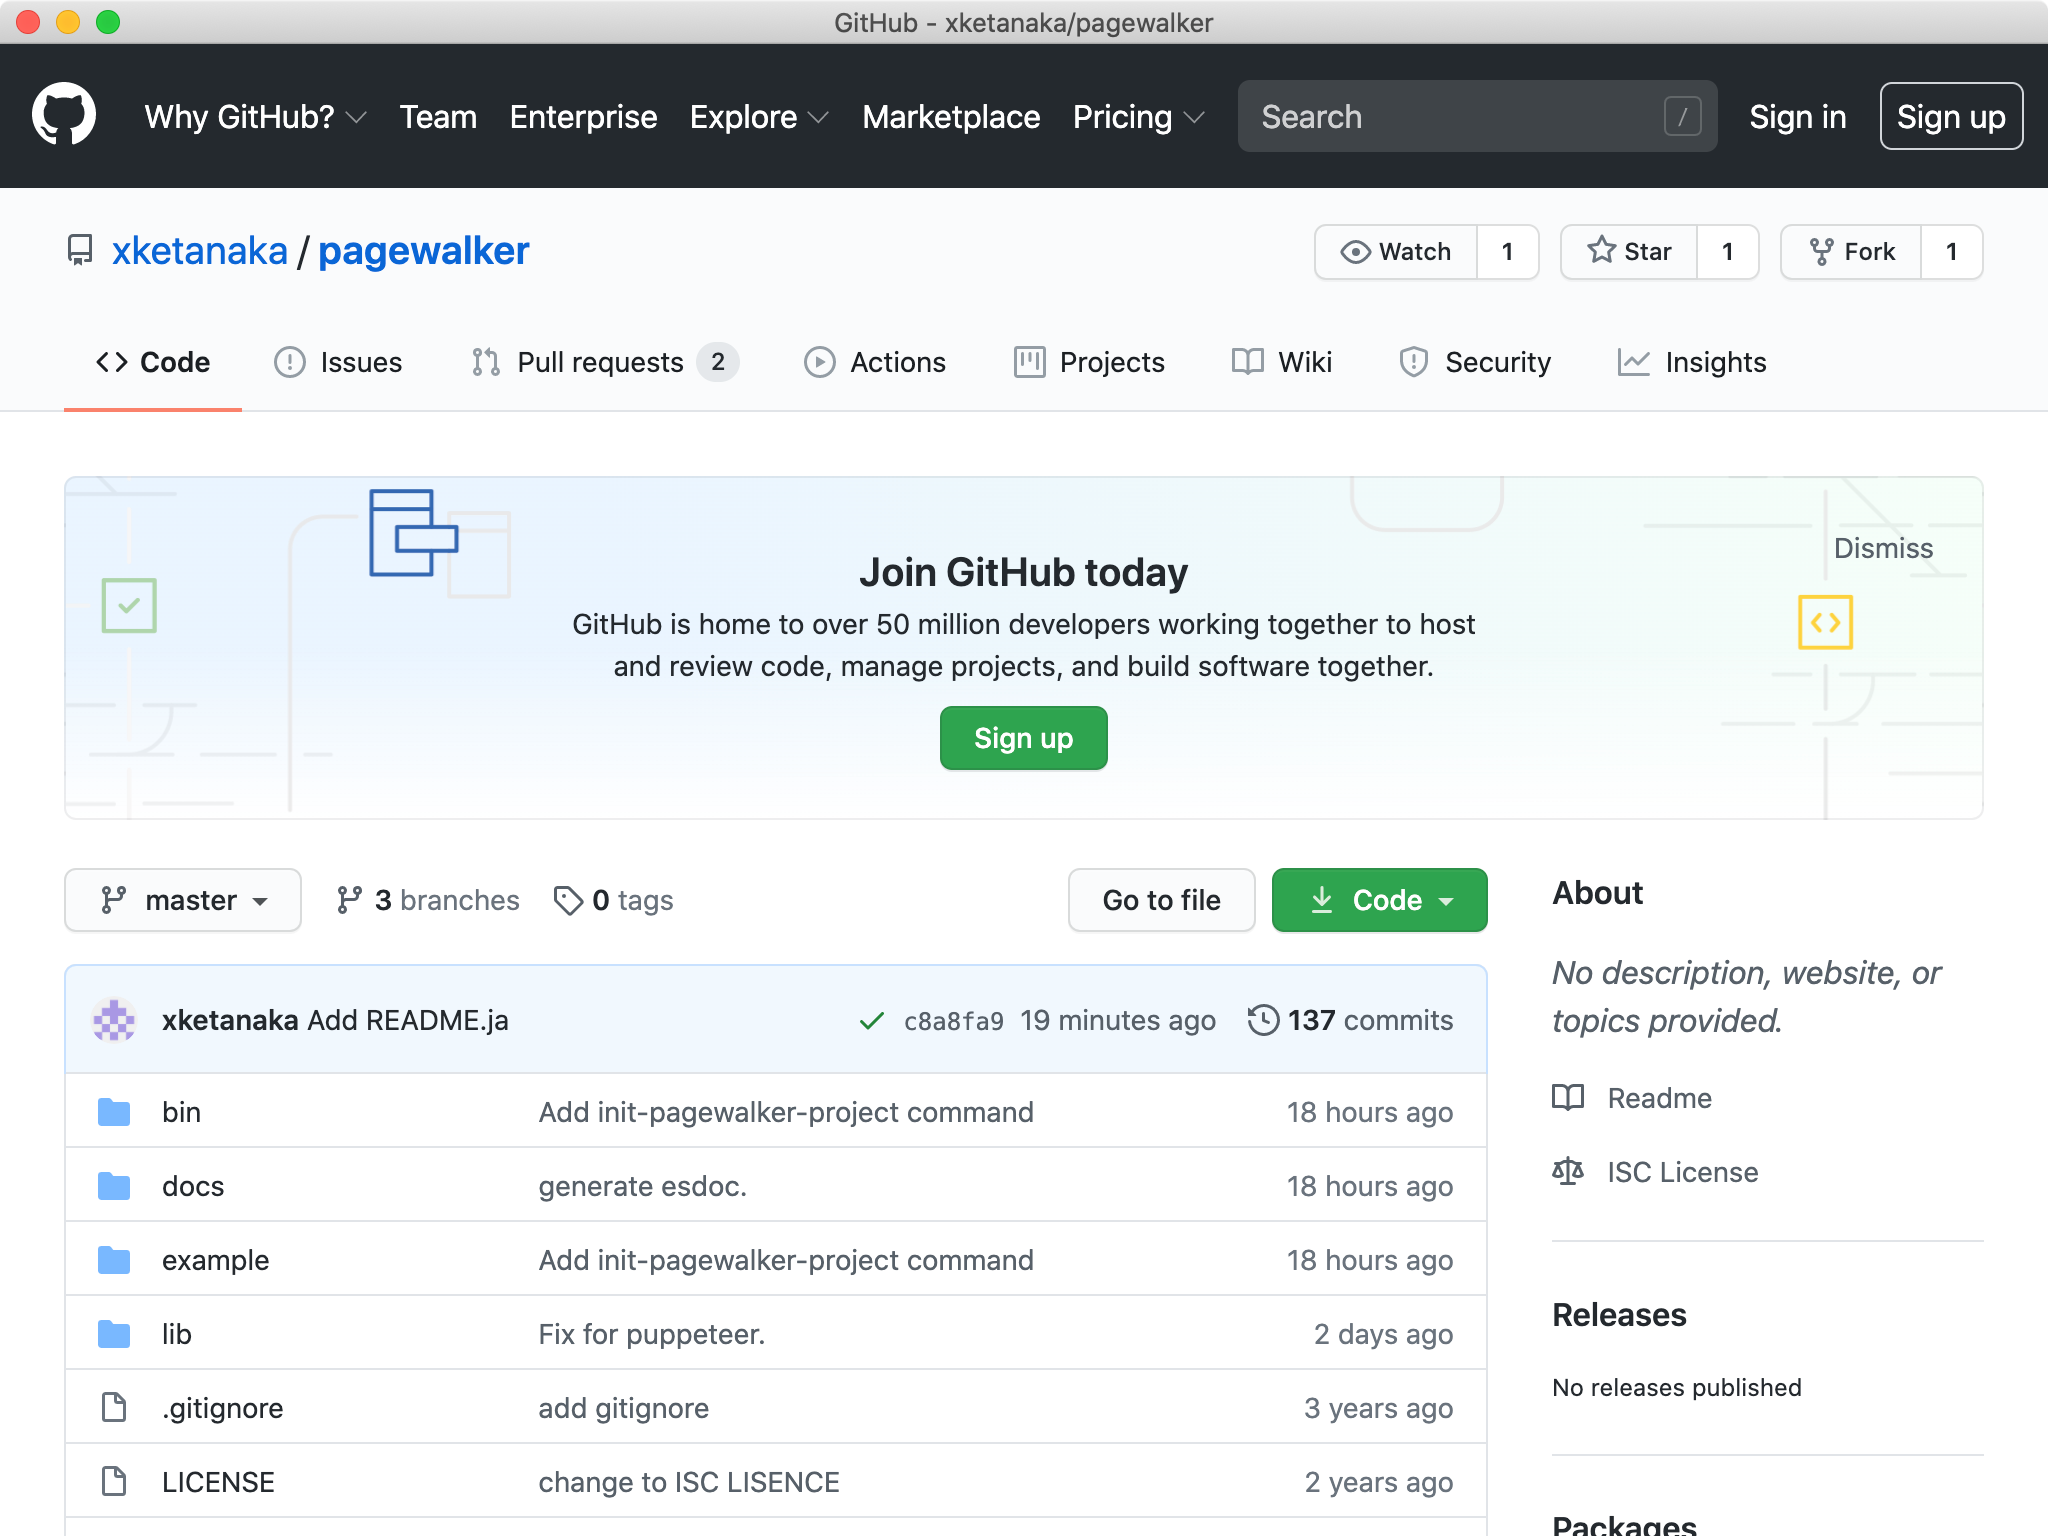 GitHub - xketanaka/pagewalker
Why GitHub? Team Enterprise Explore Marketplace Pricing Search / Sign in Sign up
xketanaka / pagewalker Watch 1 Star 1 Fork 1
Code Issues Pull requests 2 Actions Projects Wiki Security Insights
Dismiss
Join GitHub today
GitHub is home to over 50 million developers working together to host
and review code, manage projects, and build software together.
Sign up
master 3 branches 0 tags Go to file Code
xketanaka Add README.ja c8a8fa9 19 minutes ago 137 commits
bin Add init-pagewalker-project command 18 hours ago
docs generate esdoc. 18 hours ago
example Add init-pagewalker-project command 18 hours ago
lib Fix for puppeteer. 2 days ago
.gitignore add gitignore 3 years ago
LICENSE change to ISC LISENCE 2 years ago
About
No description, website, or
topics provided.
Readme
ISC License
Releases
No releases published
Packages